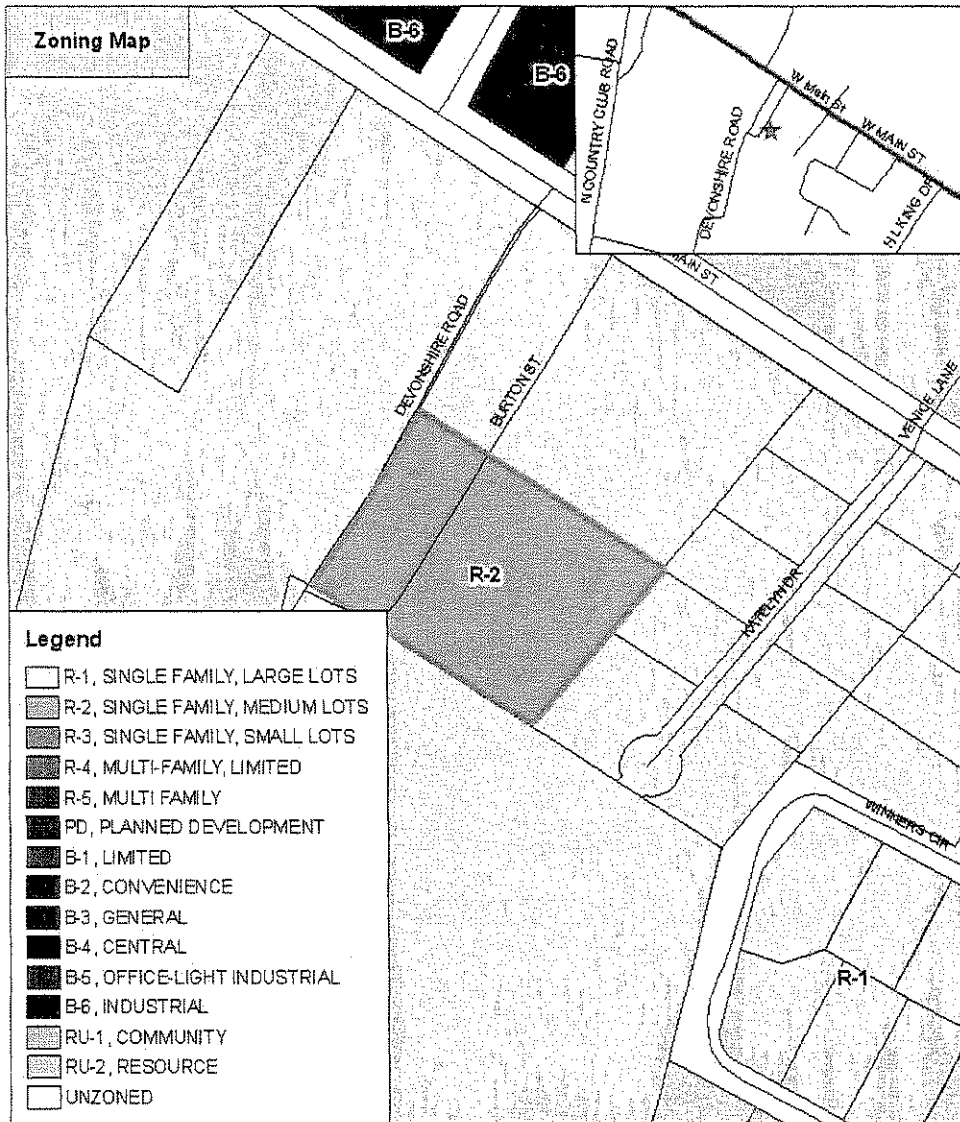 Zoning Map
B-6
B-6
N COUNTRY CLUB ROAD
DEVONSHIRE ROAD
W Main St
W MAIN ST
H L KING DR
MAIN ST
DEVONSHIRE ROAD
BURTON ST
VENICE LANE
R-2
KATELYN DR
WINNERS CIR
R-1
Legend
R-1, SINGLE FAMILY, LARGE LOTS
R-2, SINGLE FAMILY, MEDIUM LOTS
R-3, SINGLE FAMILY, SMALL LOTS
R-4, MULTI-FAMILY, LIMITED
R-5, MULTI FAMILY
PD, PLANNED DEVELOPMENT
B-1, LIMITED
B-2, CONVENIENCE
B-3, GENERAL
B-4, CENTRAL
B-5, OFFICE-LIGHT INDUSTRIAL
B-6, INDUSTRIAL
RU-1, COMMUNITY
RU-2, RESOURCE
UNZONED